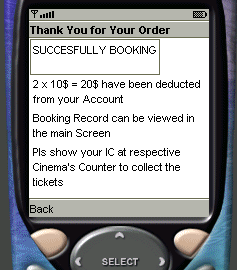 Thank You for Your Order
SUCCESFULLY BOOKING
2 x 10$ = 20$ have been deducted
from your Account
Booking Record can be viewed in
the main Screen
Pls show your IC at respective
Cinema's Counter to collect the
tickets
Back
SELECT